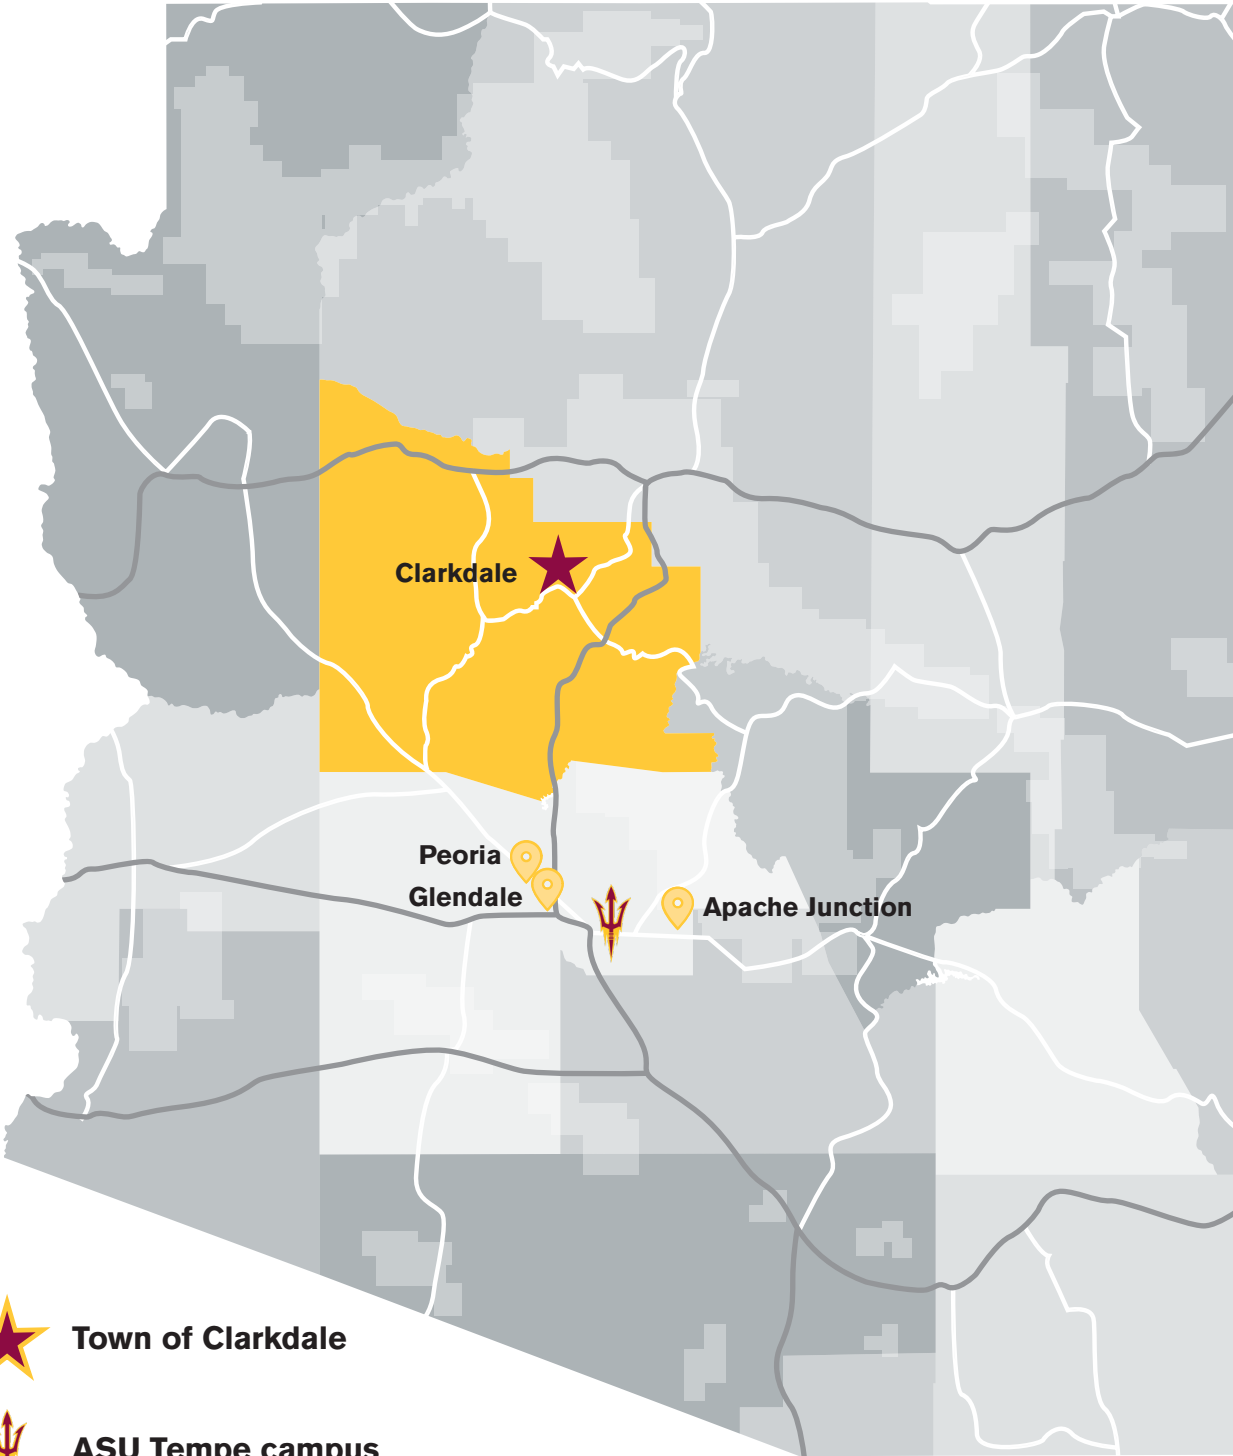 Clarkdale
Peoria
Glendale
Apache Junction
Town of Clarkdale
ASU Tempe campus